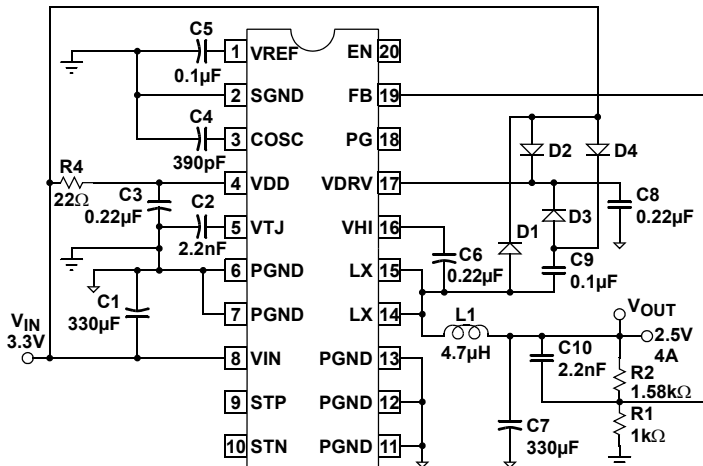 C5
0.1µF
1 VREF
EN 20
2 SGND
FB 19
C4
390pF
3 COSC
PG 18
D2
D4
R4
22Ω
C3
0.22µF
4 VDD
VDRV 17
C2
2.2nF
5 VTJ
VHI 16
D1
D3
C8
0.22µF
C6
0.22µF
C9
0.1µF
6 PGND
LX 15
C1
330µF
7 PGND
LX 14
VIN
3.3V
L1
4.7µH
VOUT
2.5V
4A
8 VIN
PGND 13
C10
2.2nF
R2
1.58kΩ
9 STP
PGND 12
C7
330µF
R1
1kΩ
10 STN
PGND 11